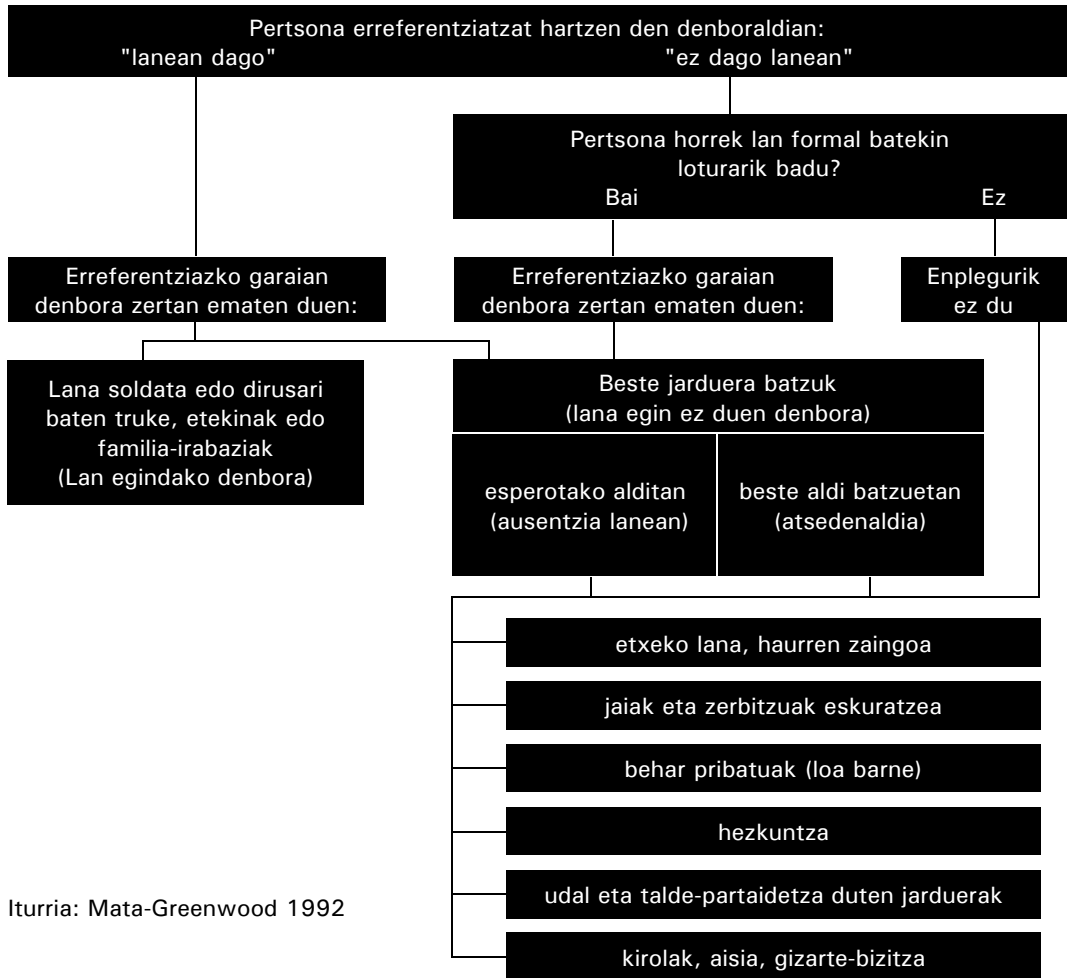 Pertsona erreferentziatzat hartzen den denboraldian:
"lanean dago"
"ez dago lanean"
Pertsona horrek lan formal batekin
loturarik badu?
Bai
Ez
Erreferentziazko garaian
denbora zertan ematen duen:
Erreferentziazko garaian
denbora zertan ematen duen:
Enplegurik
ez du
Lana soldata edo dirusari
baten truke, etekinak edo
familia-irabaziak
(Lan egindako denbora)
Beste jarduera batzuk
(lana egin ez duen denbora)
esperotako alditan
(ausentzia lanean)
beste aldi batzuetan
(atsedenaldia)
etxeko lana, haurren zaingoa
jaiak eta zerbitzuak eskuratzea
behar pribatuak (loa barne)
hezkuntza
udal eta talde-partaidetza duten jarduerak
kirolak, aisia, gizarte-bizitza
Iturria: Mata-Greenwood 1992